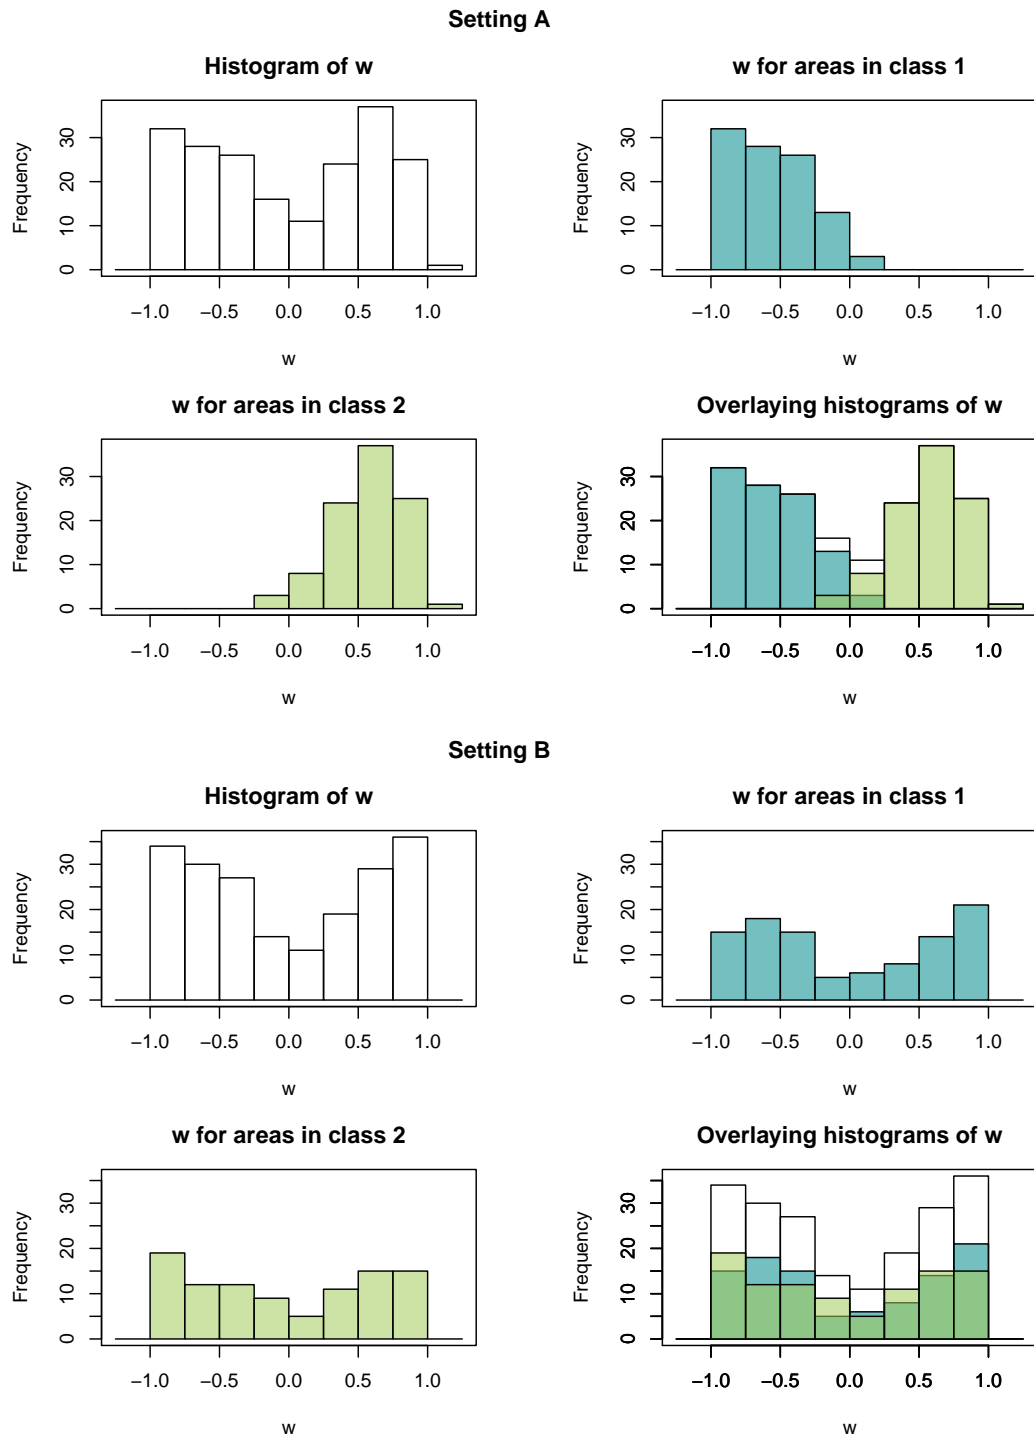 Setting A
Histogram of w
w for areas in class 1
Frequency
30
20
10
0
−1.0 −0.5 0.0 0.5 1.0
w
Frequency
30
20
10
0
−1.0 −0.5 0.0 0.5 1.0
w
w for areas in class 2
Overlaying histograms of w
Frequency
30
20
10
0
−1.0 −0.5 0.0 0.5 1.0
w
Frequency
30
20
10
0
−1.0 −0.5 0.0 0.5 1.0
w
Setting B
Histogram of w
w for areas in class 1
Frequency
30
20
10
0
−1.0 −0.5 0.0 0.5 1.0
w
Frequency
30
20
10
0
−1.0 −0.5 0.0 0.5 1.0
w
w for areas in class 2
Overlaying histograms of w
Frequency
30
20
10
0
−1.0 −0.5 0.0 0.5 1.0
w
Frequency
30
20
10
0
−1.0 −0.5 0.0 0.5 1.0
w